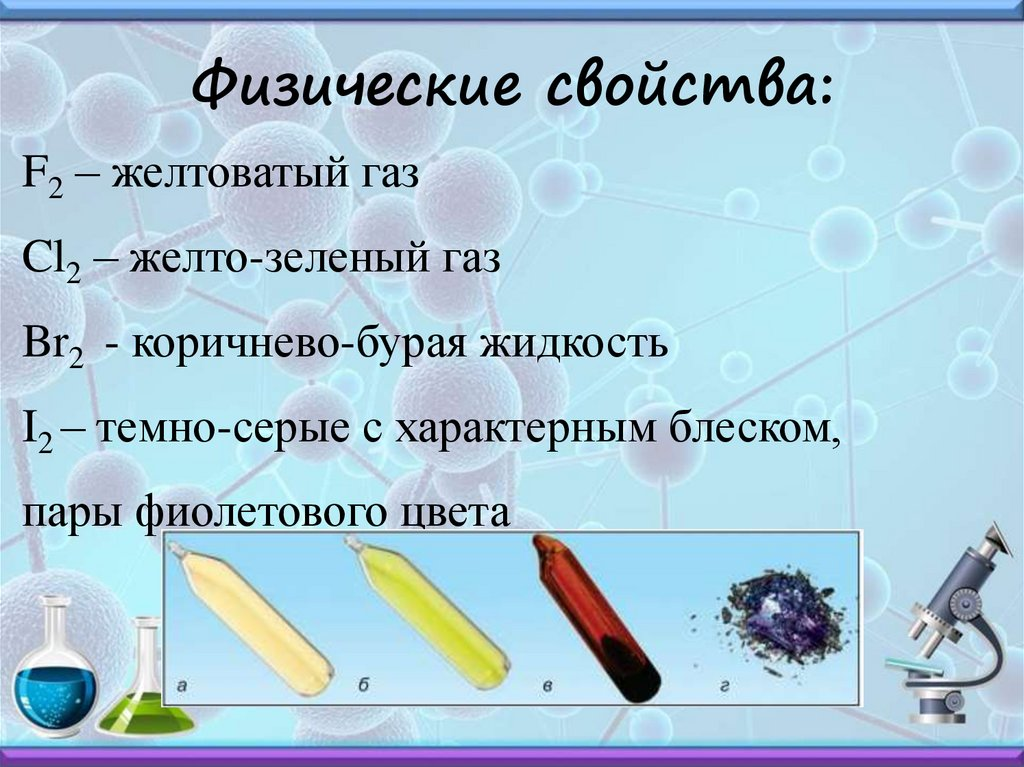 Физические свойства:
F₂ – желтоватый газ
Cl₂ – желто-зеленый газ
Br₂ - коричнево-бурая жидкость
I₂ – темно-серые с характерным блеском,
пары фиолетового цвета
а б в г